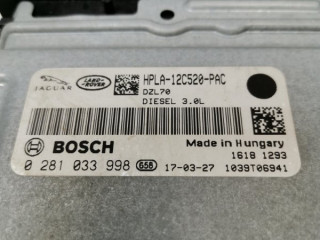 JAGUAR
LAND-ROVER
HPLA-12C520-PAC
DZL70
DIESEL 3.0L
BOSCH
Made in Hungary
1618 1293
0 281 033 998 G5B 17-03-27 1039T06941